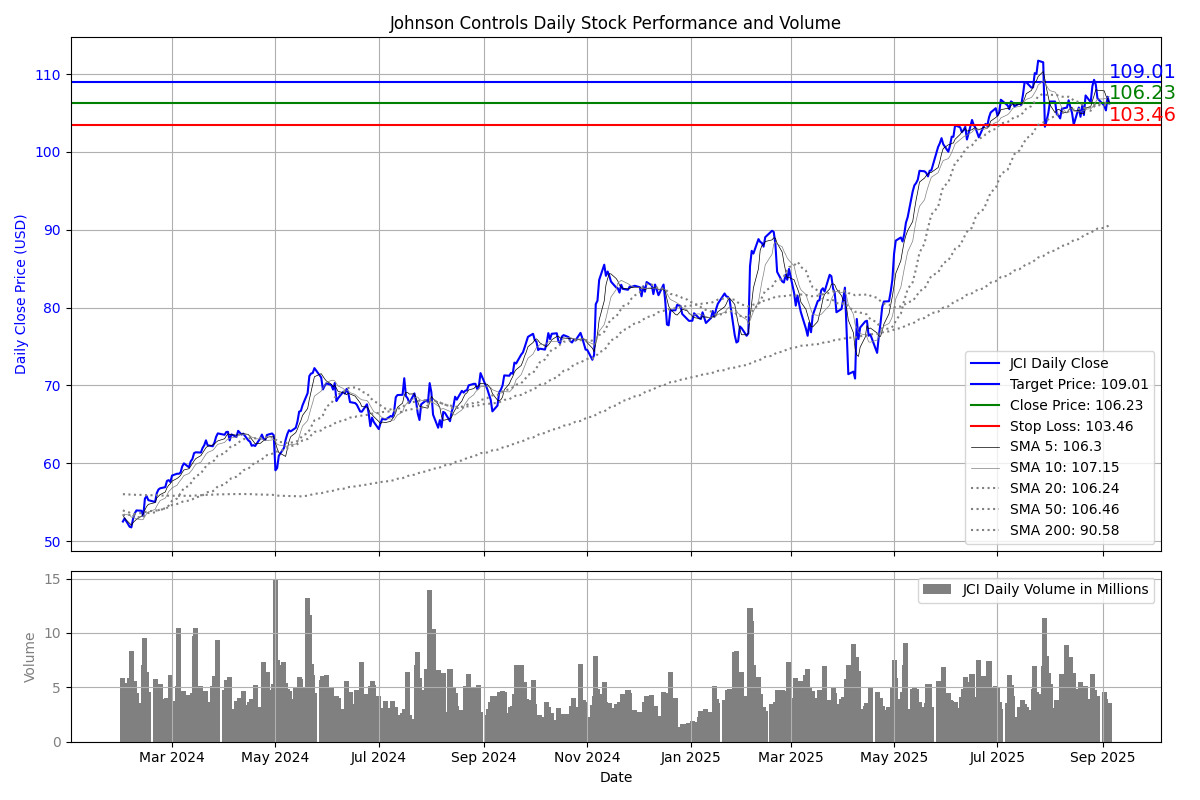 Johnson Controls Daily Stock Performance and Volume
Daily Close Price (USD)
110
100
90
80
70
60
50
109.01
106.23
103.46
JCI Daily Close
Target Price: 109.01
Close Price: 106.23
Stop Loss: 103.46
SMA 5: 106.3
SMA 10: 107.15
SMA 20: 106.24
SMA 50: 106.46
SMA 200: 90.58
Volume
15
10
5
0
JCI Daily Volume in Millions
Mar 2024 May 2024 Jul 2024 Sep 2024 Nov 2024 Jan 2025 Mar 2025 May 2025 Jul 2025 Sep 2025
Date